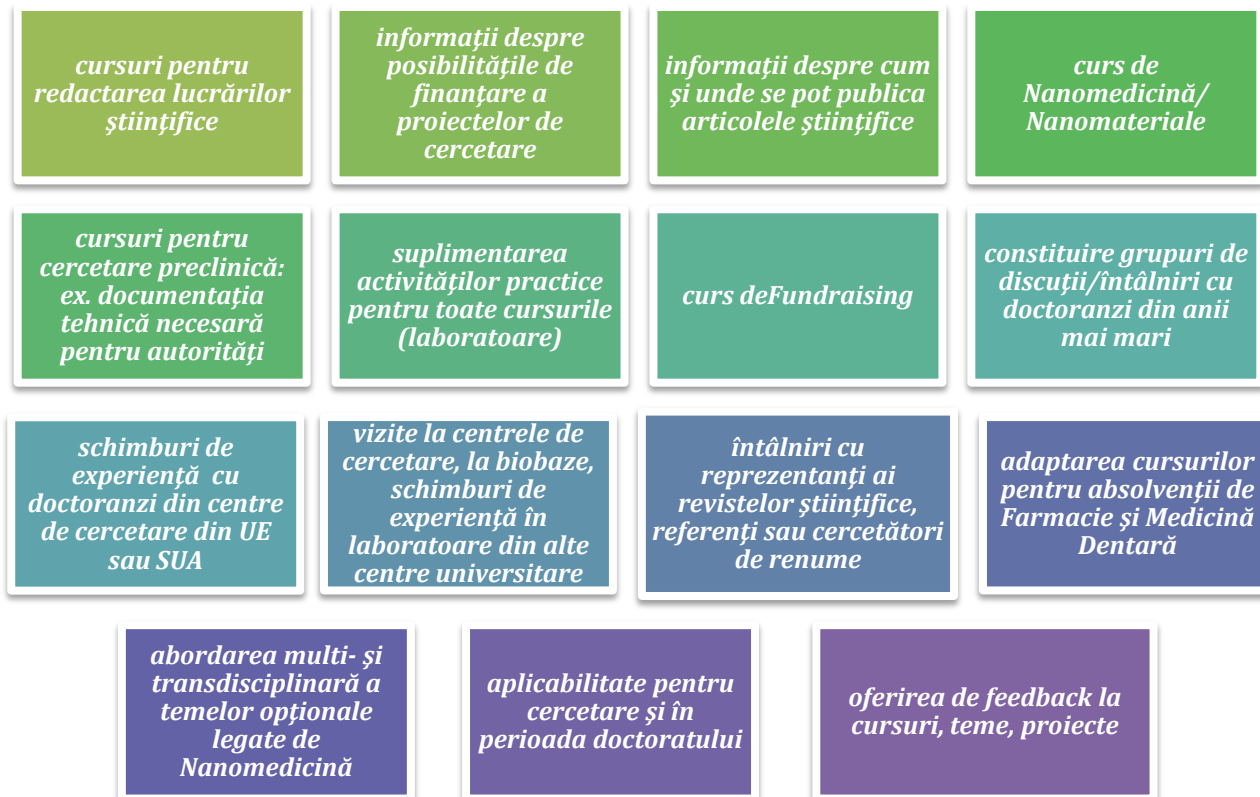 cursuri pentru
redactarea lucrărilor
ştiinţifice
informaţii despre
posibilităţile de
finanţare a
proiectelor de
cercetare
informaţii despre cum
şi unde se pot publica
articolele ştiinţifice
curs de
Nanomedicină/
Nanomateriale
cursuri pentru
cercetare preclinică:
ex. documentaţia
tehnică necesară
pentru autorităţi
suplimentarea
activităţilor practice
pentru toate cursurile
(laboratoare)
curs deFundraising
constituire grupuri de
discuţii/întâlniri cu
doctoranzi din anii
mai mari
schimburi de
experienţă cu
doctoranzi din centre
de cercetare din UE
sau SUA
vizite la centrele de
cercetare, la biobaze,
schimburi de
experienţă în
laboratoare din alte
centre universitare
întâlniri cu
reprezentanţi ai
revistelor ştiinţifice,
referenţi sau cercetători
de renume
adaptarea cursurilor
pentru absolvenţii de
Farmacie şi Medicină
Dentară
abordarea multi- şi
transdisciplinară a
temelor opţionale
legate de
Nanomedicină
aplicabilitate pentru
cercetare şi în
perioada doctoratului
oferirea de feedback la
cursuri, teme, proiecte